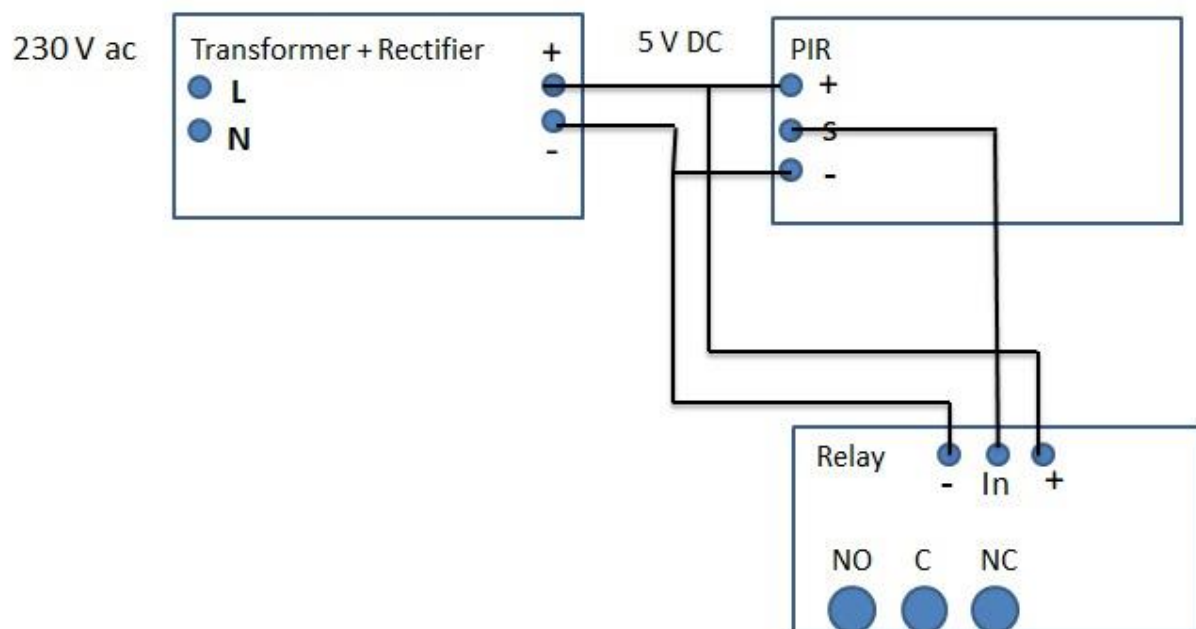 230 V ac
Transformer + Rectifier
+
L
N
-
5 V DC
PIR
+
s
-
Relay
- In +
NO C NC